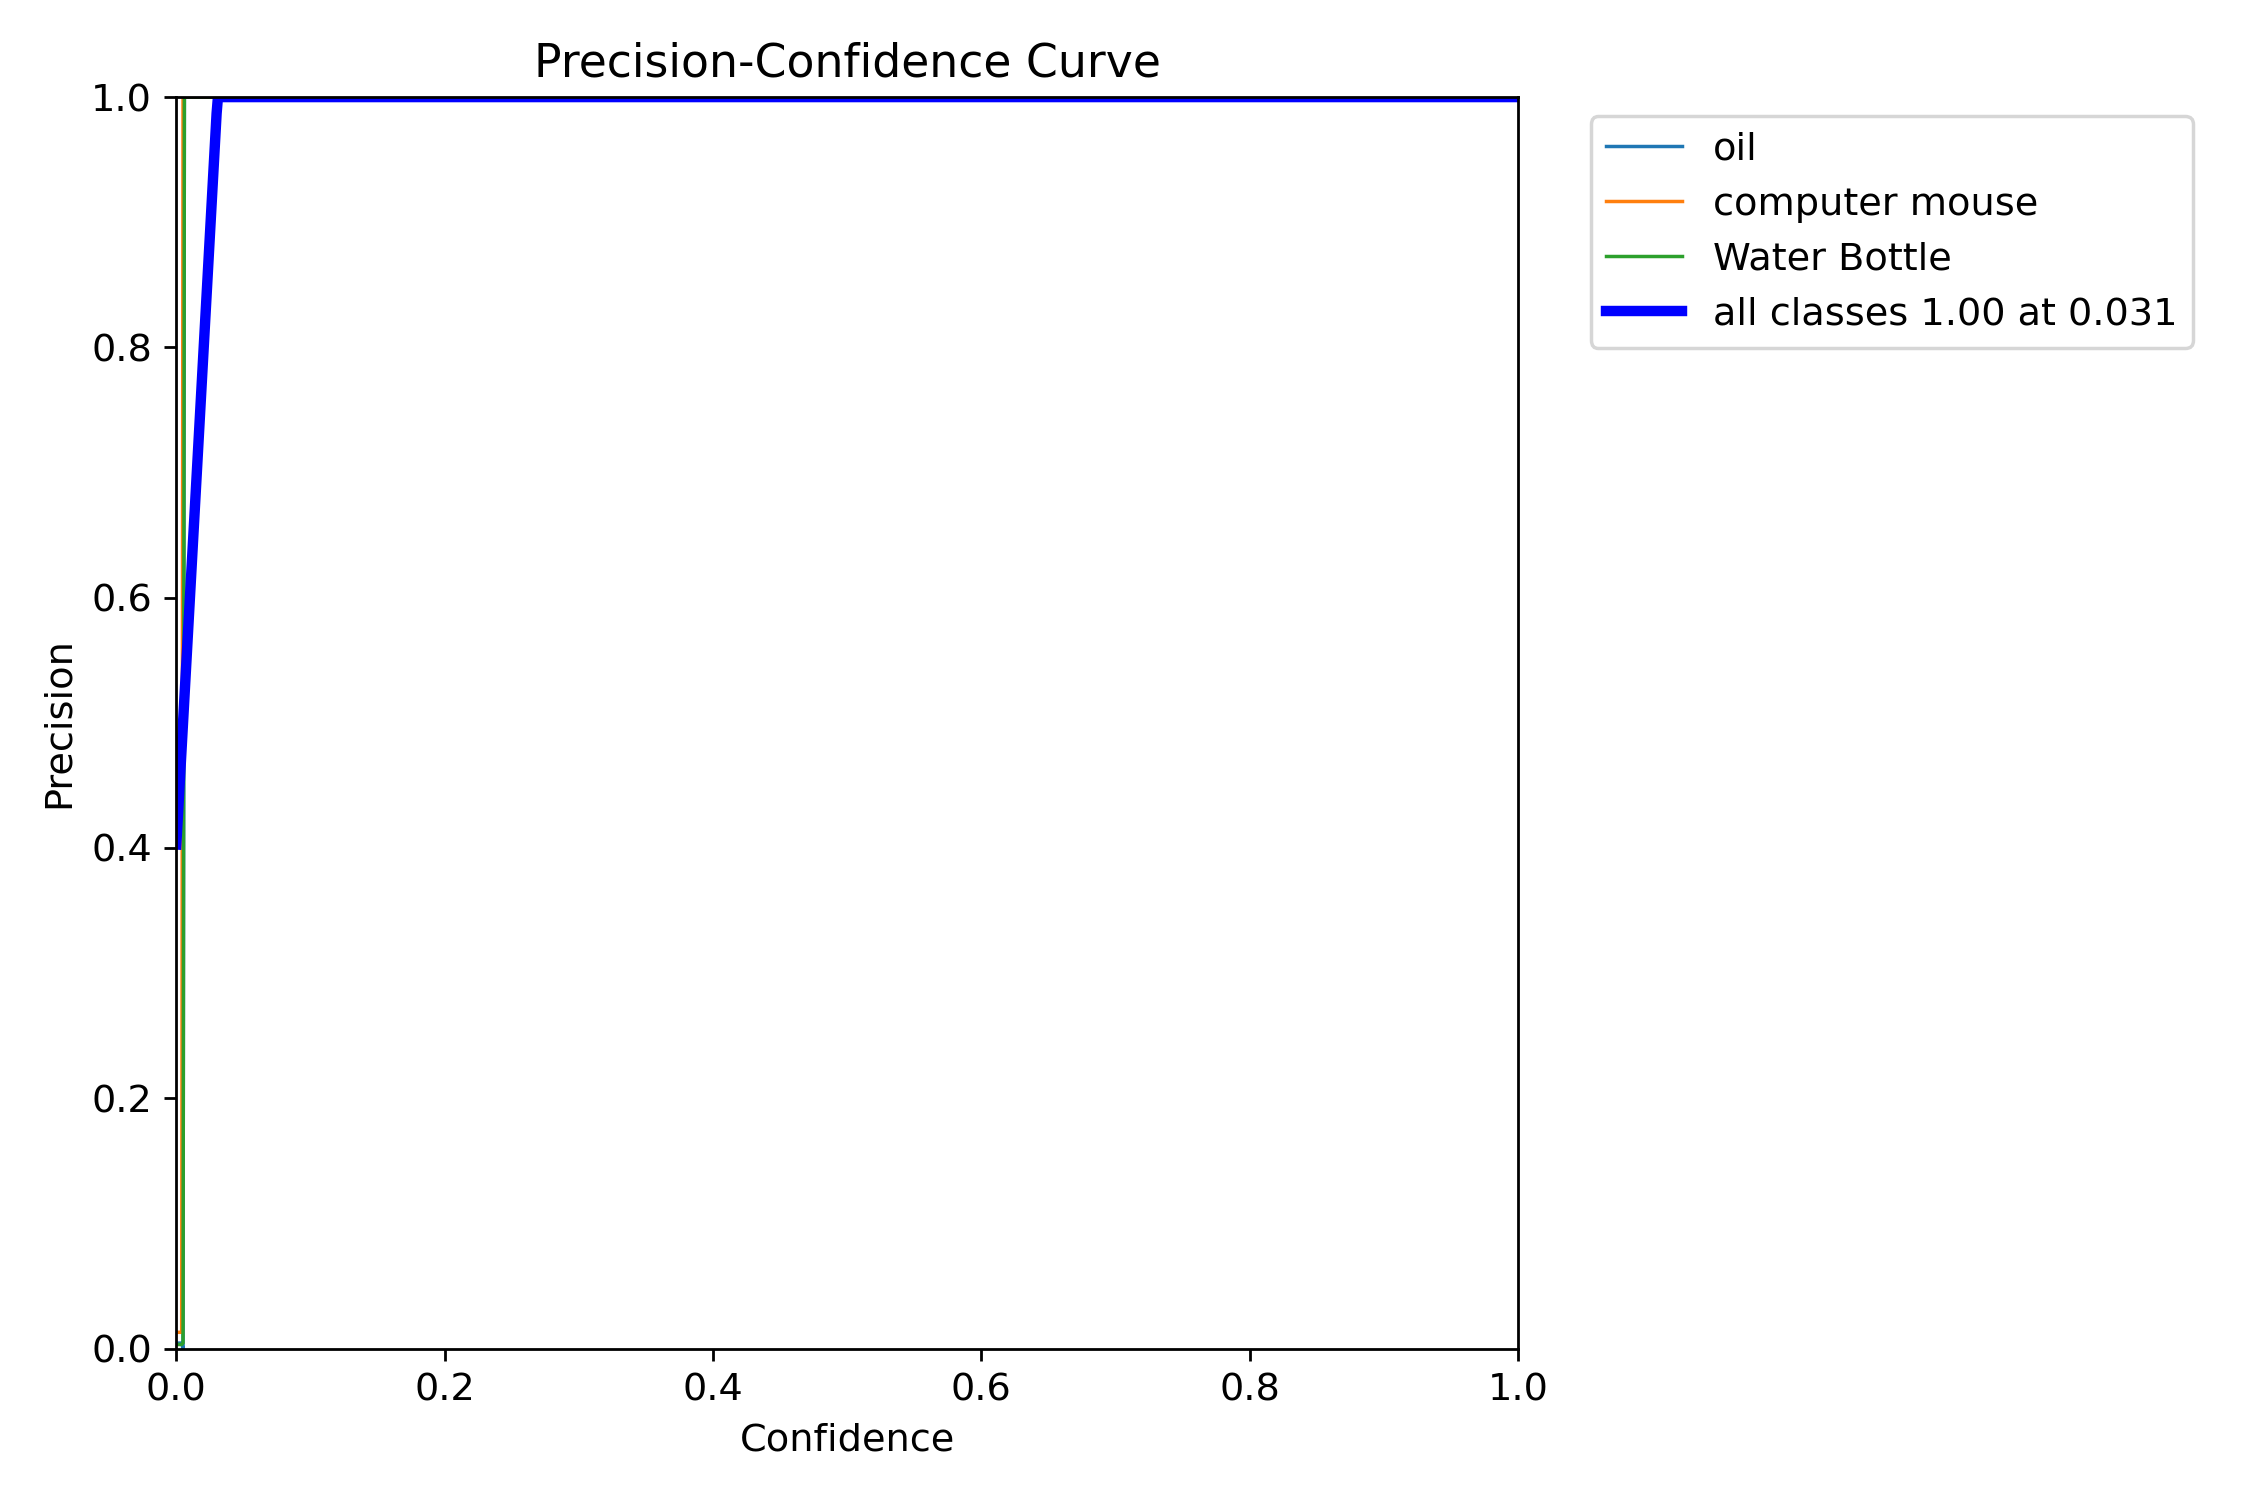 Precision-Confidence Curve
1.0
0.8
0.6
0.4
0.2
0.0
Precision
0.0 0.2 0.4 0.6 0.8 1.0
Confidence
oil
computer mouse
Water Bottle
all classes 1.00 at 0.031